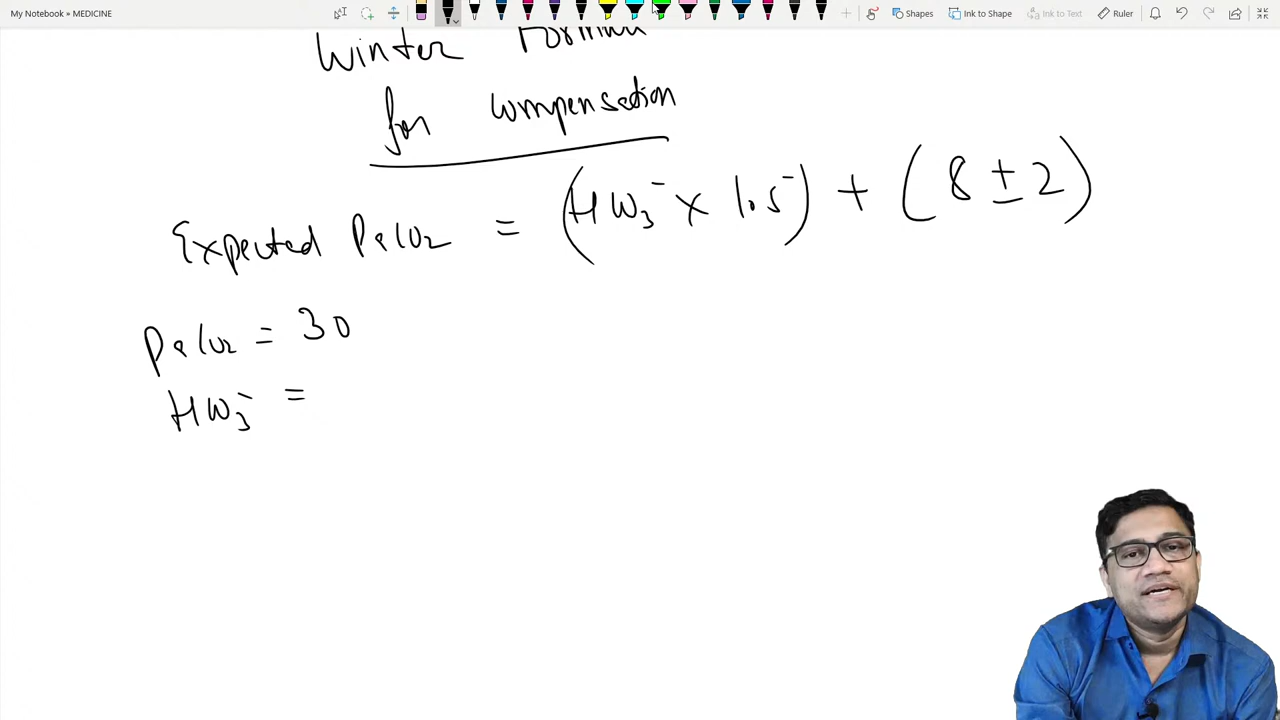 My Notebook » MEDICINE
Shapes Ink to Shape Ink to Text Ruler
Winter Formula
for compensation
Expected PaCO2 = (HCO3⁻ × 1.5) + (8 ± 2)
PaCO2 = 30
HCO3⁻ =